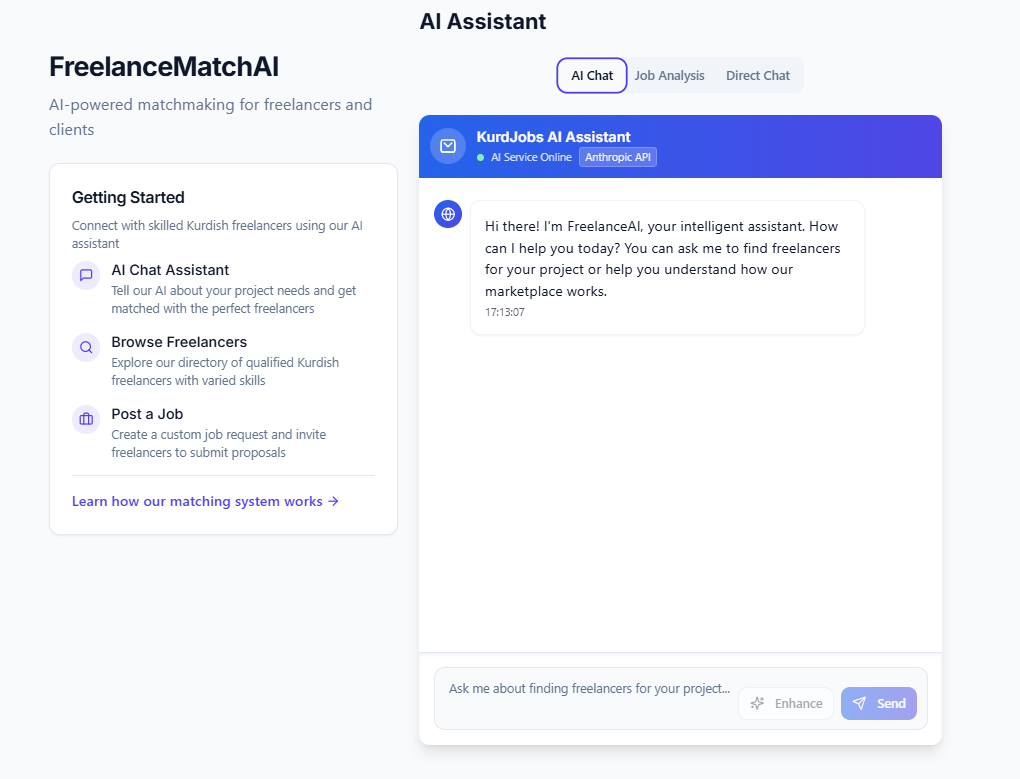 AI Assistant
FreelanceMatchAI
AI-powered matchmaking for freelancers and
clients
Getting Started
Connect with skilled Kurdish freelancers using our AI
assistant
AI Chat Assistant
Tell our AI about your project needs and get
matched with the perfect freelancers
Browse Freelancers
Explore our directory of qualified Kurdish
freelancers with varied skills
Post a Job
Create a custom job request and invite
freelancers to submit proposals
Learn how our matching system works →
AI Chat
Job Analysis
Direct Chat
KurdJobs AI Assistant
AI Service Online
Anthropic API
Hi there! I'm FreelanceAI, your intelligent assistant. How
can I help you today? You can ask me to find freelancers
for your project or help you understand how our
marketplace works.
17:13:07
Ask me about finding freelancers for your project...
Enhance
Send